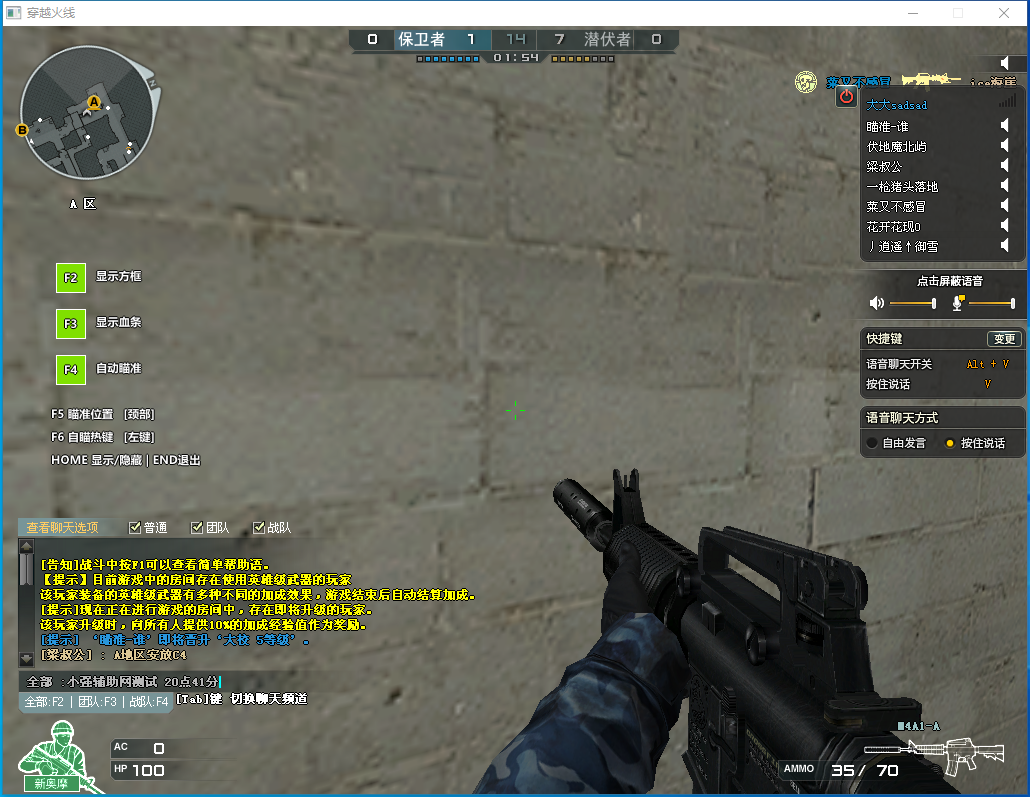 穿越火线
0 保卫者 1 14 7 潜伏者 0
01:54
N
A
B
A 区
菜又不感冒 ice海崖
大大sadsad
瞄准-谁
伏地魔北屿
梁叔公
一枪猪头落地
菜又不感冒
花开花现0
丿逍遥↑御雪
点击屏蔽语音
快捷键 变更
语音聊天开关 Alt + V
按住说话 V
语音聊天方式
自由发言 按住说话
F2 显示方框
F3 显示血条
F4 自动瞄准
F5 瞄准位置 [颈部]
F6 自瞄热键 [左键]
HOME 显示/隐藏 | END退出
查看聊天选项 普通 团队 战队
[告知]战斗中按F1可以查看简单帮助语。
【提示】目前游戏中的房间存在使用英雄级武器的玩家
该玩家装备的英雄级武器有多种不同的加成效果，游戏结束后自动结算加成。
[提示]现在正在进行游戏的房间中，存在即将升级的玩家。
该玩家升级时，向所有人提供10%的加成经验值作为奖励。
[提示] ‘瞄准-谁’即将晋升‘大校 5等级’。
[梁叔公] : A地区安放C4
全部 :小强辅助网测试 20点41分
全部:F2 | 团队:F3 | 战队:F4 [Tab]键 切换聊天频道
新奥摩
AC 0
HP 100
M4A1-A
AMMO 35/ 70